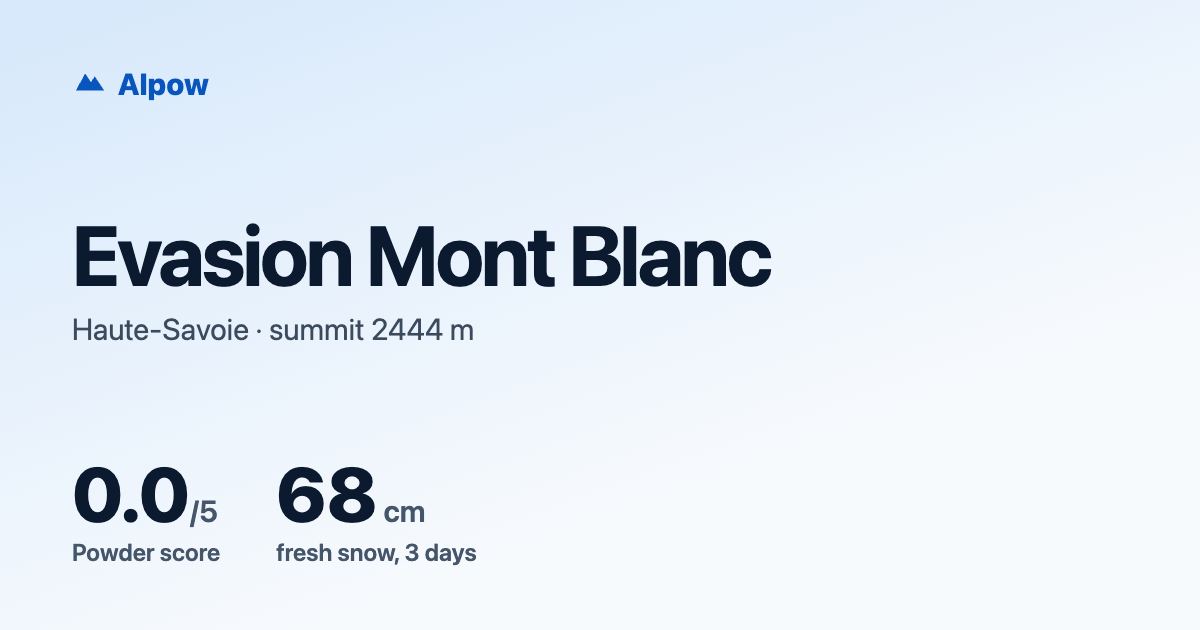 Alpow
Evasion Mont Blanc
Haute-Savoie · summit 2444 m
0.0/5 68 cm
Powder score fresh snow, 3 days